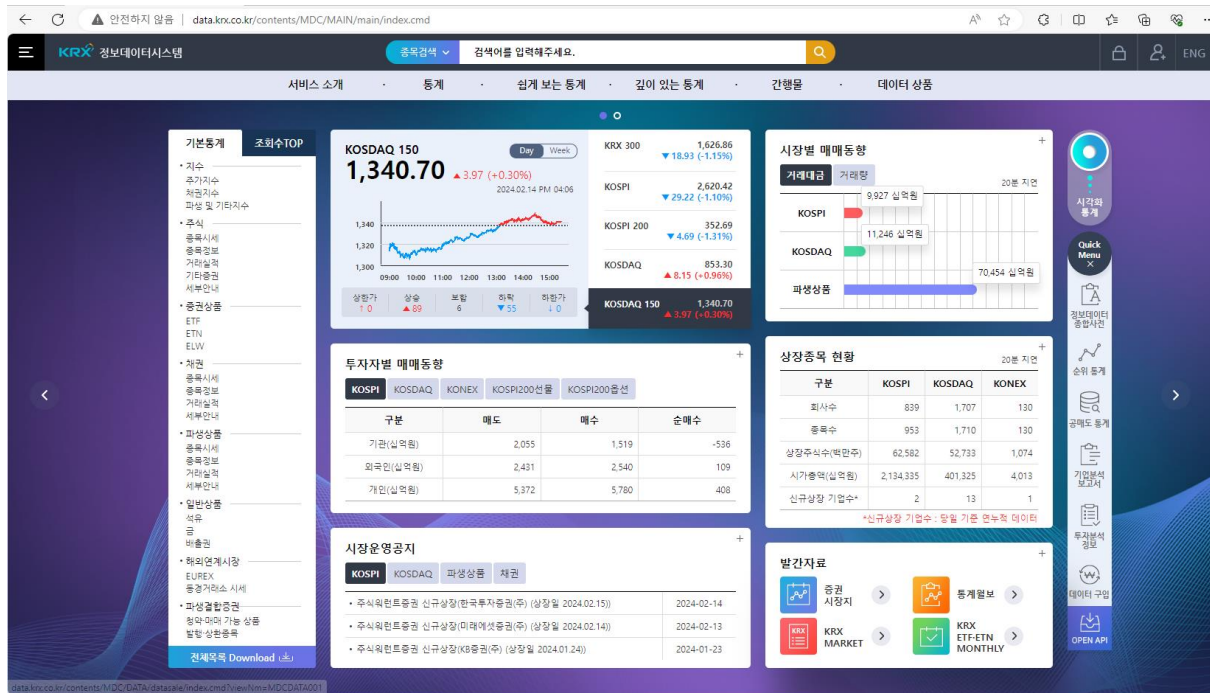 안전하지 않음 data.krx.co.kr/contents/MDC/MAIN/main/index.cmd
KRX 정보데이터시스템 종목검색 검색어를 입력해주세요. ENG
서비스 소개 · 통계 · 쉽게 보는 통계 · 깊이 있는 통계 · 간행물 · 데이터 상품
기본통계 조회수TOP
• 지수
주가지수
채권지수
파생 및 기타지수
• 주식
종목시세
종목정보
거래실적
기타증권
세부안내
• 증권상품
ETF
ETN
ELW
• 채권
종목시세
종목정보
거래실적
세부안내
• 파생상품
종목시세
종목정보
거래실적
세부안내
• 일반상품
석유
금
배출권
• 해외연계시장
EUREX
동경거래소 시세
• 파생결합증권
청약·매매 가능 상품
발행·상환종목
전체목록 Download
KOSDAQ 150 Day Week
1,340.70 ▲3.97 (+0.30%)
2024.02.14 PM 04:06
1,340
1,320
1,300
09:00 10:00 11:00 12:00 13:00 14:00 15:00
상한가 상승 보합 하락 하한가
↑0 ▲89 6 ▼55 ↓0
KRX 300 1,626.86
▼18.93 (-1.15%)
KOSPI 2,620.42
▼29.22 (-1.10%)
KOSPI 200 352.69
▼4.69 (-1.31%)
KOSDAQ 853.30
▲8.15 (+0.96%)
KOSDAQ 150 1,340.70
▲3.97 (+0.30%)
시장별 매매동향 +
거래대금 거래량 20분 지연
9,927 십억원
KOSPI
11,246 십억원
KOSDAQ
70,454 십억원
파생상품
투자자별 매매동향 +
KOSPI KOSDAQ KONEX KOSPI200선물 KOSPI200옵션
구분 매도 매수 순매수
기관(십억원) 2,055 1,519 -536
외국인(십억원) 2,431 2,540 109
개인(십억원) 5,372 5,780 408
상장종목 현황 +
20분 지연
구분 KOSPI KOSDAQ KONEX
회사수 839 1,707 130
종목수 953 1,710 130
상장주식수(백만주) 62,582 52,733 1,074
시가총액(십억원) 2,134,335 401,325 4,013
신규상장 기업수* 2 13 1
*신규상장 기업수 : 당일 기준 연누적 데이터
시장운영공지 +
KOSPI KOSDAQ 파생상품 채권
• 주식워런트증권 신규상장(한국투자증권(주) (상장일 2024.02.15)) 2024-02-14
• 주식워런트증권 신규상장(미래에셋증권(주) (상장일 2024.02.14)) 2024-02-13
• 주식워런트증권 신규상장(KB증권(주) (상장일 2024.01.24)) 2024-01-23
발간자료 +
증권
시장지
통계월보
KRX
KRX
MARKET
KRX
ETF·ETN
MONTHLY
시각화
통계
Quick
Menu
×
정보데이터
종합사전
순위 통계
공매도 통계
기업분석
보고서
투자분석
정보
데이터 구입
OPEN API
data.krx.co.kr/contents/MDC/DATA/datasale/index.cmd?viewNm=MDCDATA001